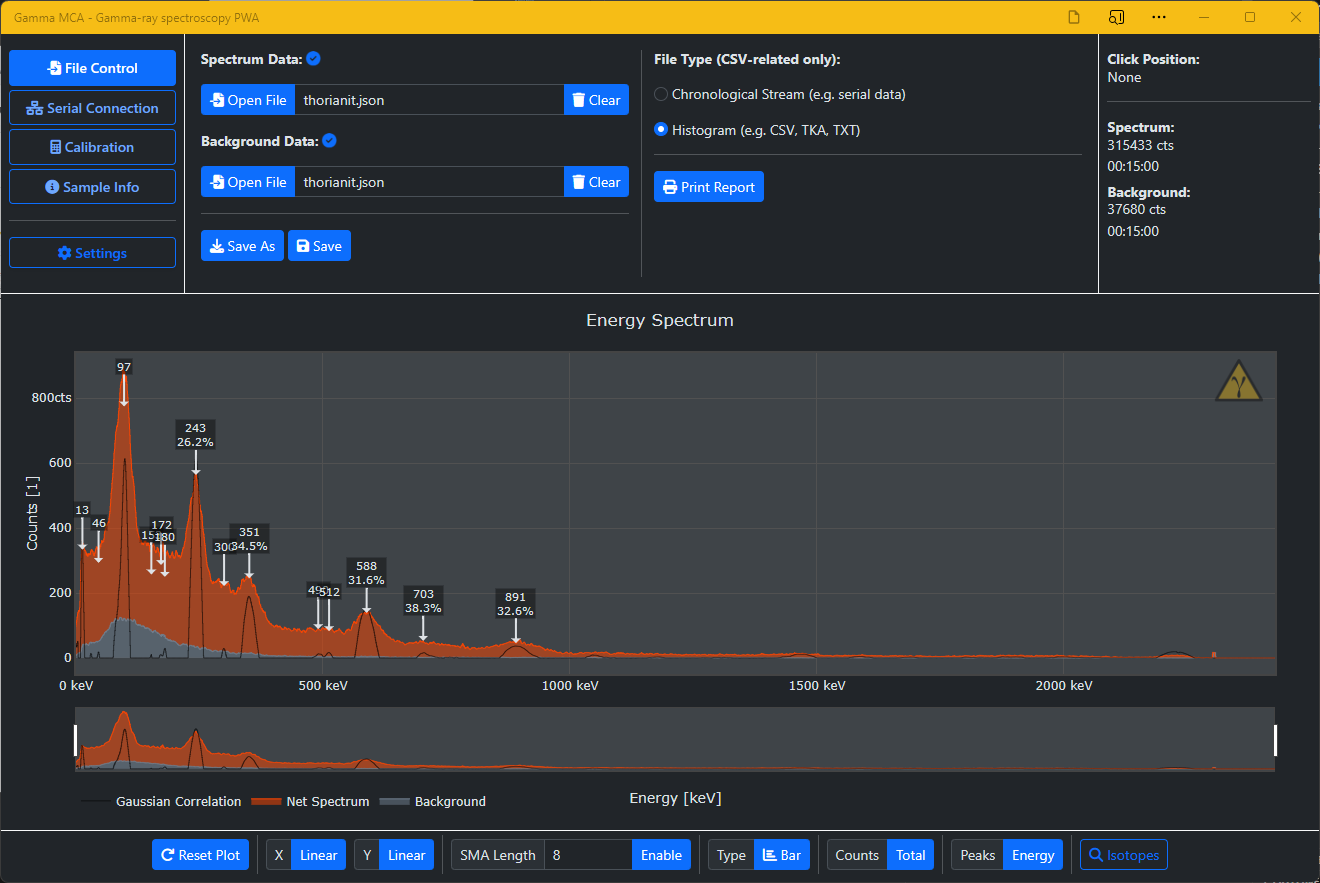 Gamma MCA - Gamma-ray spectroscopy PWA
File Control
Serial Connection
Calibration
Sample Info
Settings
Spectrum Data:
Open File thorianit.json Clear
Background Data:
Open File thorianit.json Clear
Save As Save
File Type (CSV-related only):
Chronological Stream (e.g. serial data)
Histogram (e.g. CSV, TKA, TXT)
Print Report
Click Position:
None
Spectrum:
315433 cts
00:15:00
Background:
37680 cts
00:15:00
Energy Spectrum
Counts [1]
800cts
600
400
200
0
13
46
97
172
180
243
26.2%
300
351
34.5%
512
588
31.6%
703
38.3%
891
32.6%
γ
0 keV 500 keV 1000 keV 1500 keV 2000 keV
Gaussian Correlation Net Spectrum Background
Energy [keV]
Reset Plot X Linear Y Linear SMA Length 8 Enable Type Bar Counts Total Peaks Energy Isotopes